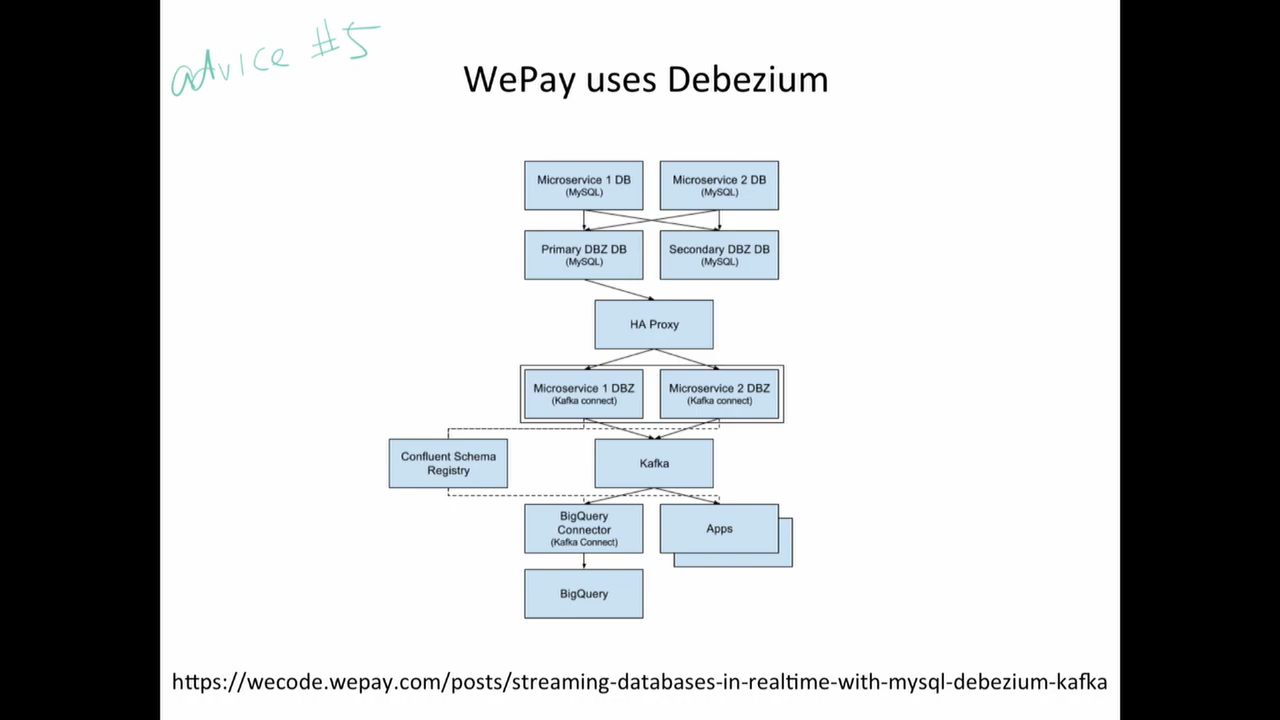 advice #5
WePay uses Debezium
Microservice 1 DB
(MySQL)
Microservice 2 DB
(MySQL)
Primary DBZ DB
(MySQL)
Secondary DBZ DB
(MySQL)
HA Proxy
Microservice 1 DBZ
(Kafka connect)
Microservice 2 DBZ
(Kafka connect)
Confluent Schema
Registry
Kafka
BigQuery
Connector
(Kafka Connect)
Apps
BigQuery
https://wecode.wepay.com/posts/streaming-databases-in-realtime-with-mysql-debezium-kafka